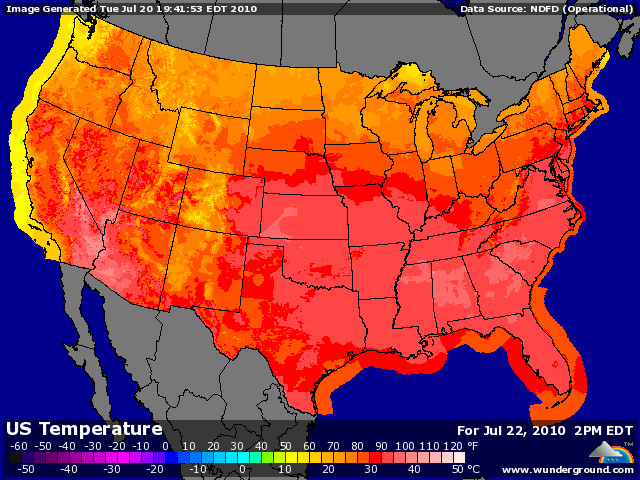 Image Generated Tue Jul 20 19:41:53 EDT 2010 Data Source: NDFD (Operational)
US Temperature For Jul 22, 2010 2PM EDT
-60 -50 -40 -30 -20 -10 0 10 20 30 40 50 60 70 80 90 100 110 120 °F
-50 -40 -30 -20 -10 0 10 20 30 40 50 °C
www.wunderground.com
TM